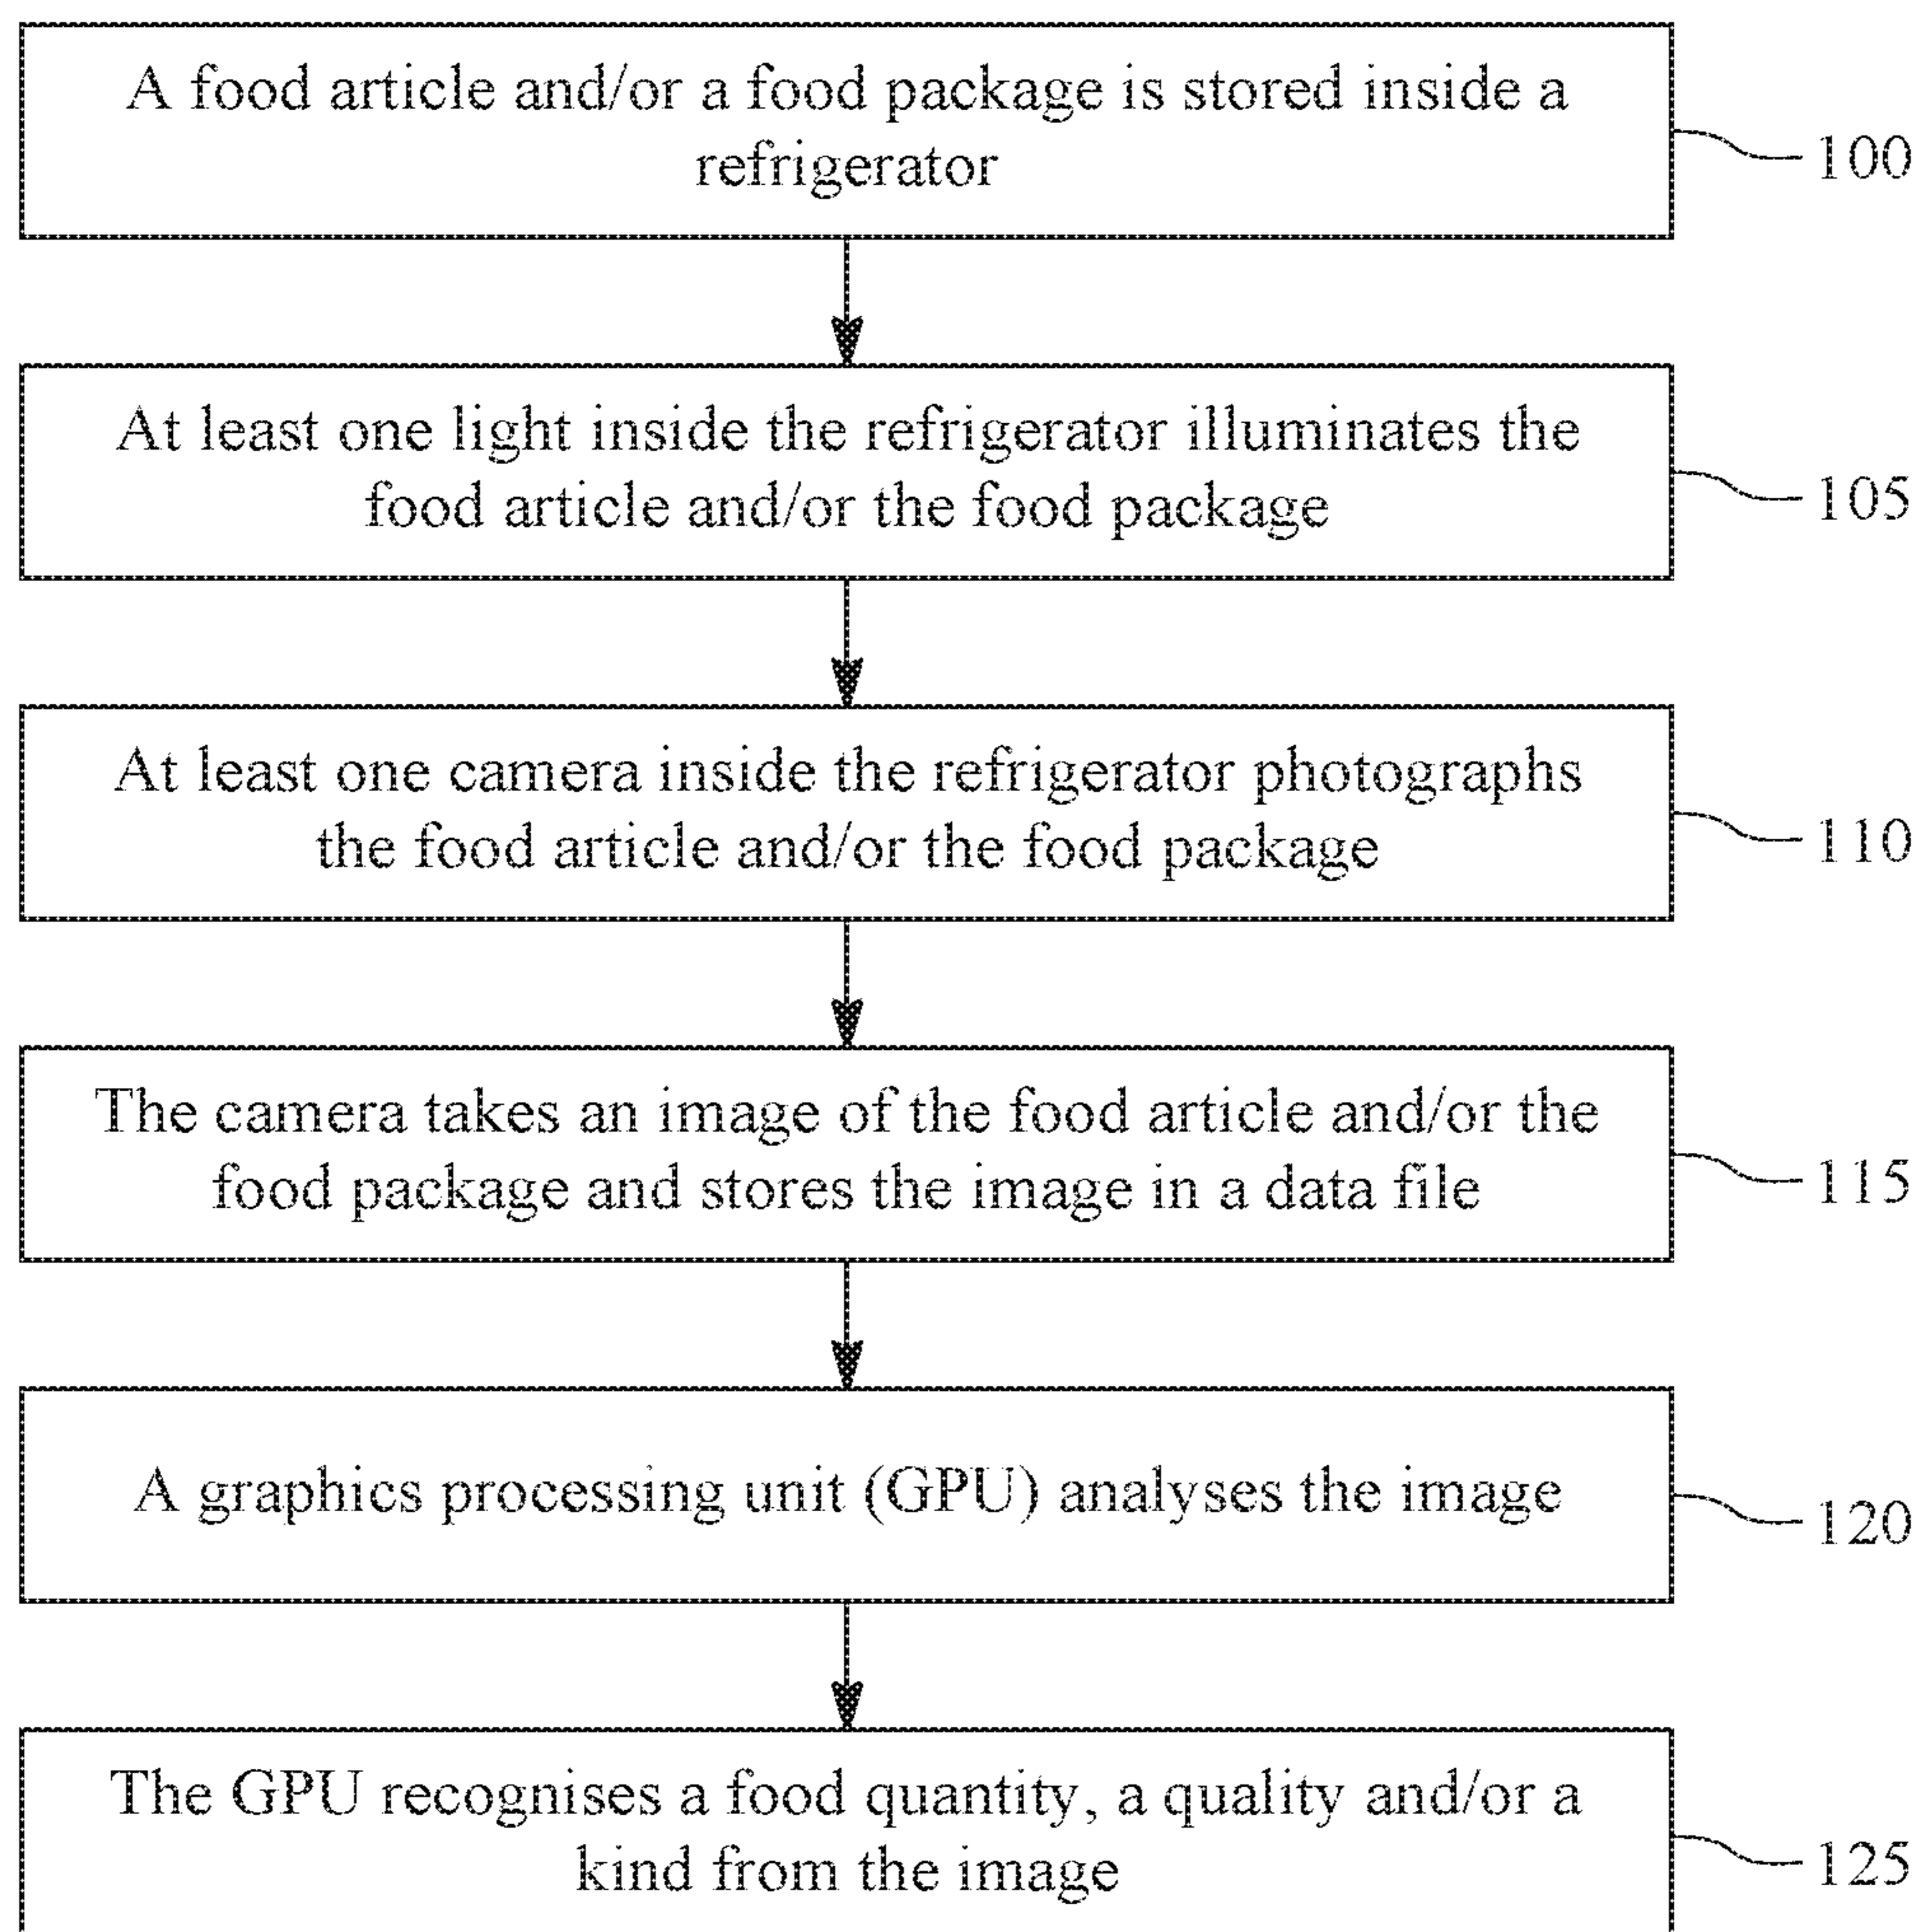 A food article and/or a food package is stored inside a
refrigerator
100
At least one light inside the refrigerator illuminates the
food article and/or the food package
105
At least one camera inside the refrigerator photographs
the food article and/or the food package
110
The camera takes an image of the food article and/or the
food package and stores the image in a data file
115
A graphics processing unit (GPU) analyses the image
120
The GPU recognises a food quantity, a quality and/or a
kind from the image
125